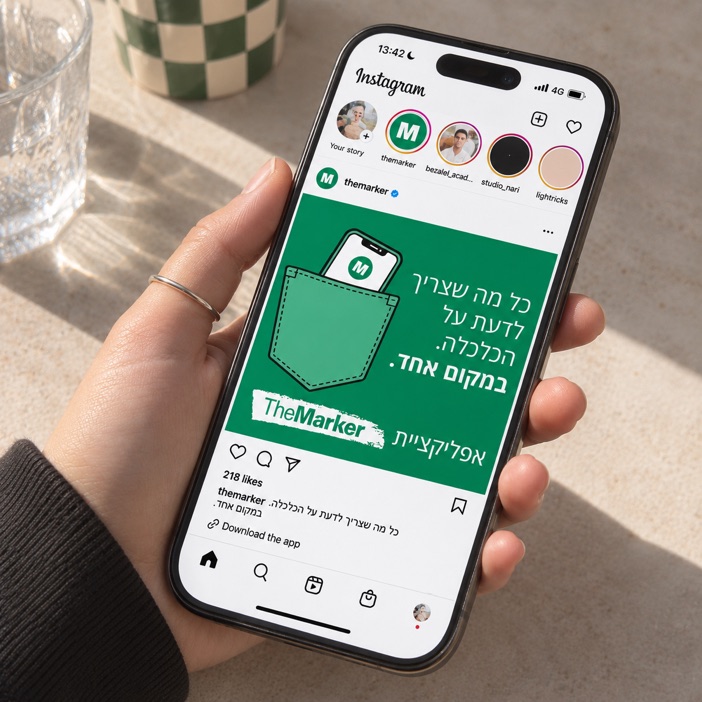 13:42
4G
Instagram
Your story
M
themarker
bezalel_acad...
studio_nari
lightricks
M
themarker
M
כל מה שצריך
לדעת על
הכלכלה.
במקום אחד.
אפליקציית
TheMarker
218 likes
themarker כל מה שצריך לדעת על הכלכלה.
במקום אחד.
Download the app